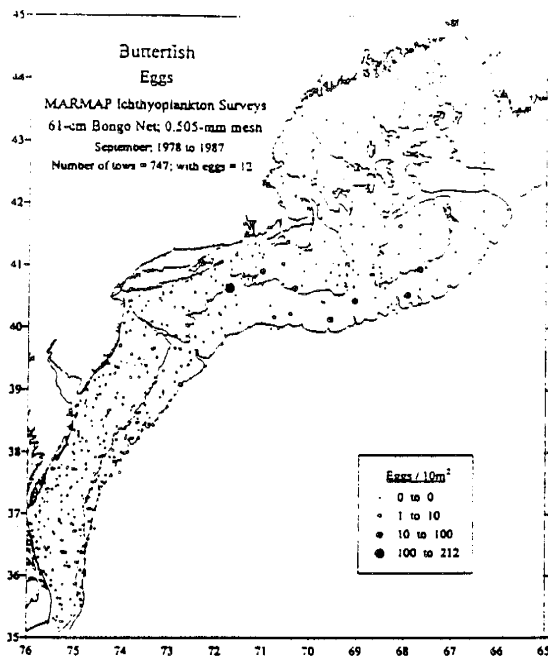 Butterfish
Eggs
MARMAP Ichthyoplankton Surveys
61-cm Bongo Net; 0.505-mm mesh
September; 1978 to 1987
Number of tows = 747; with eggs = 12
Eggs / 10m²
0 to 0
1 to 10
10 to 100
100 to 212
45
44
43
42
41
40
39
38
37
36
35
76 75 74 73 72 71 70 69 68 67 66 65